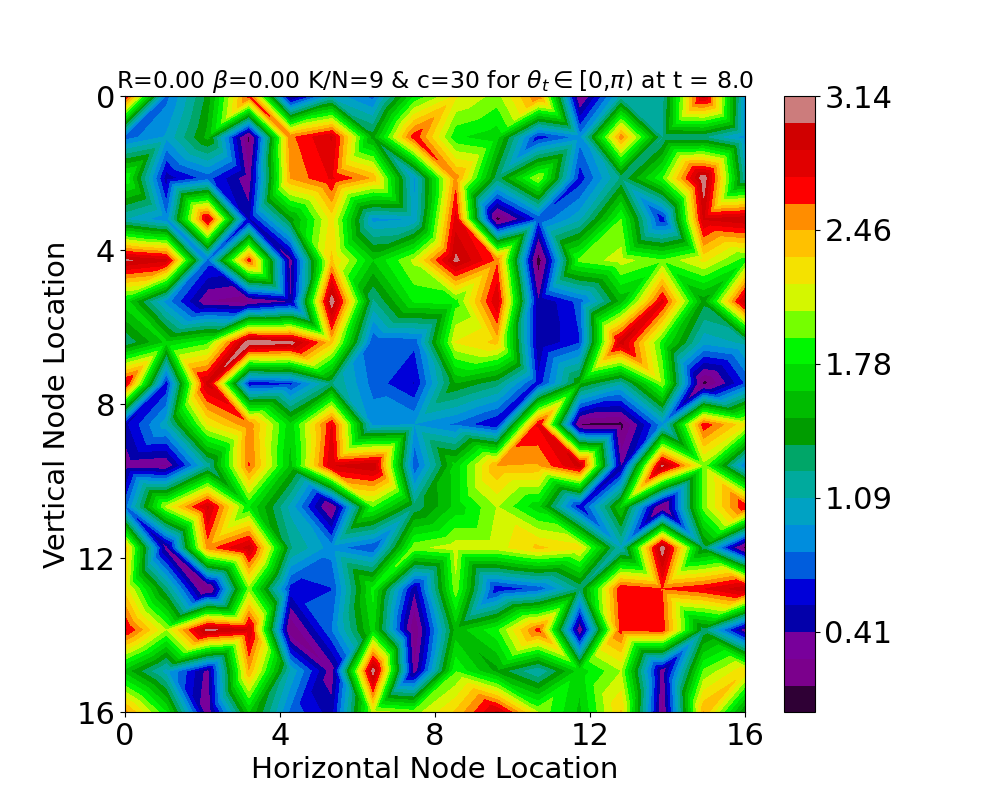 R=0.00 β=0.00 K/N=9 & c=30 for θₜ ∈ [0,π) at t = 8.0
0
4
8
12
16
Vertical Node Location
0 4 8 12 16
Horizontal Node Location
3.14
2.46
1.78
1.09
0.41